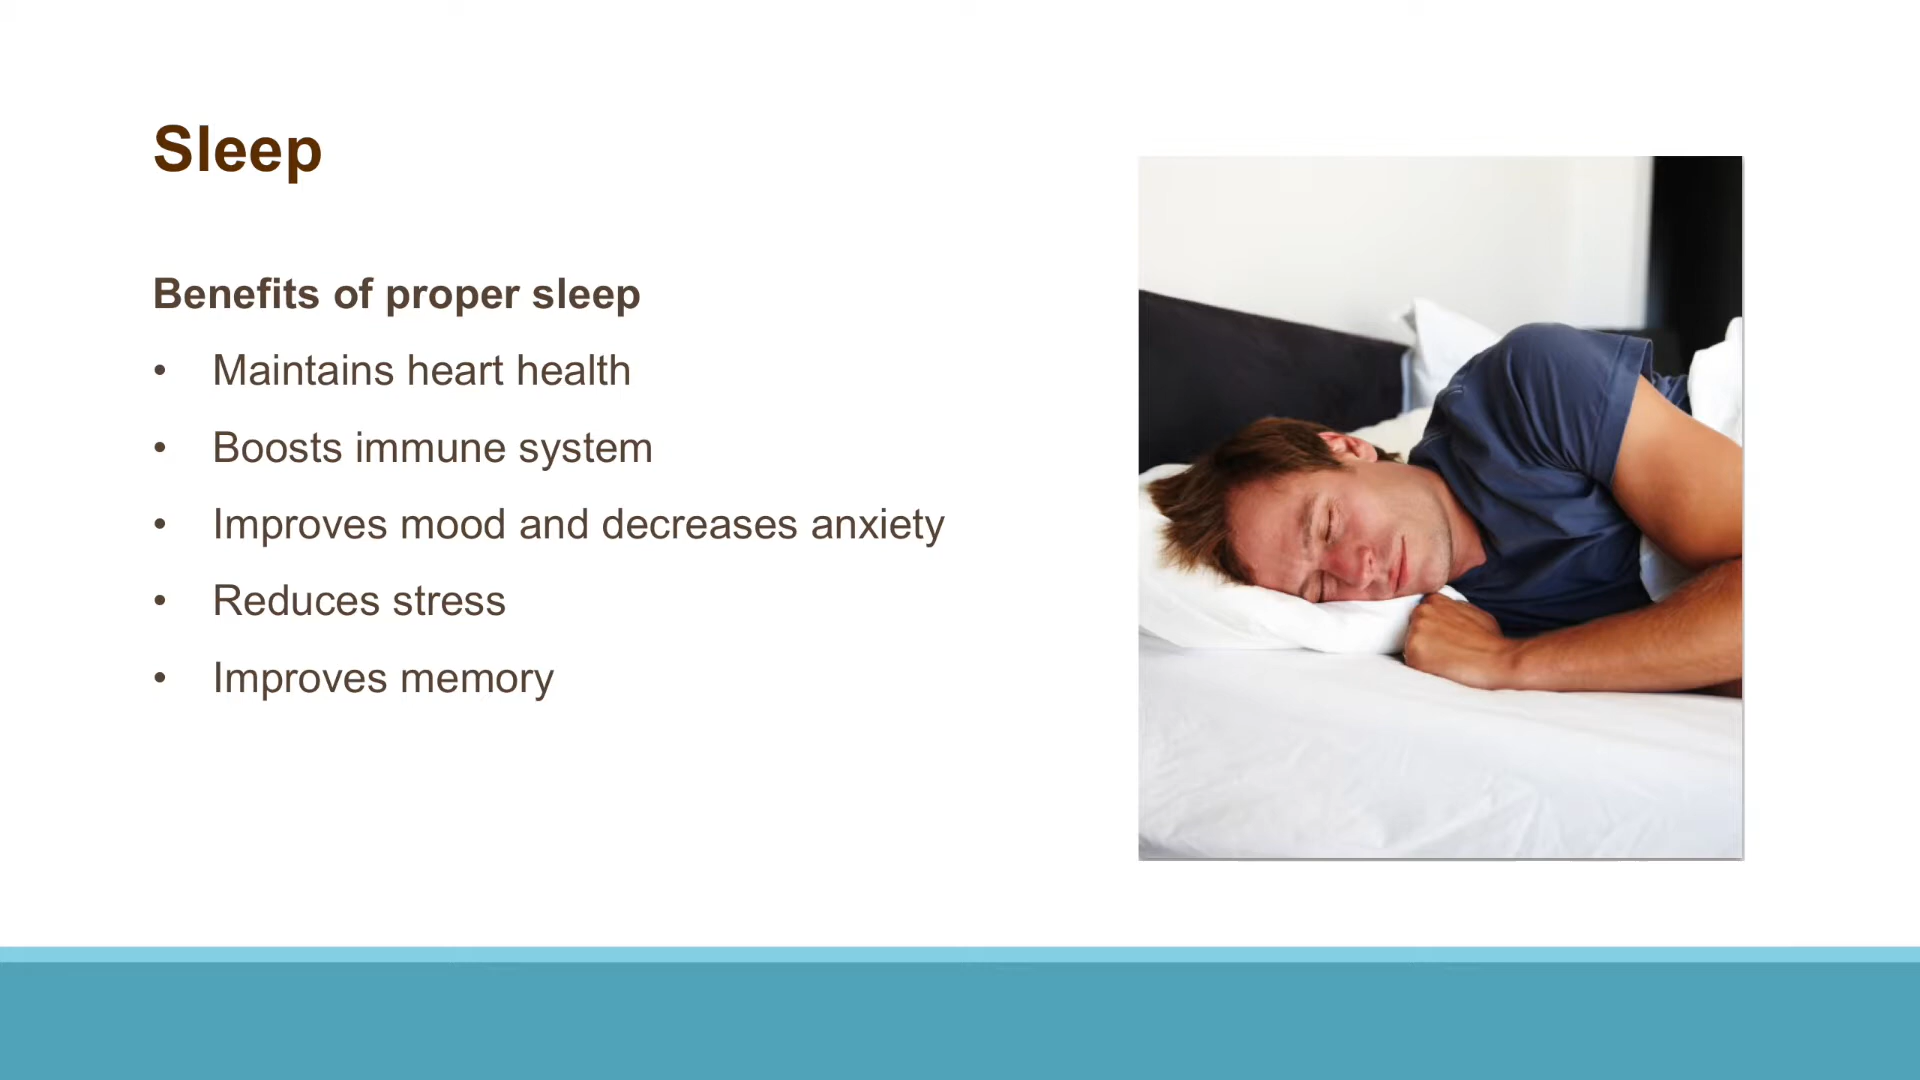 Sleep
Benefits of proper sleep
• Maintains heart health
• Boosts immune system
• Improves mood and decreases anxiety
• Reduces stress
• Improves memory